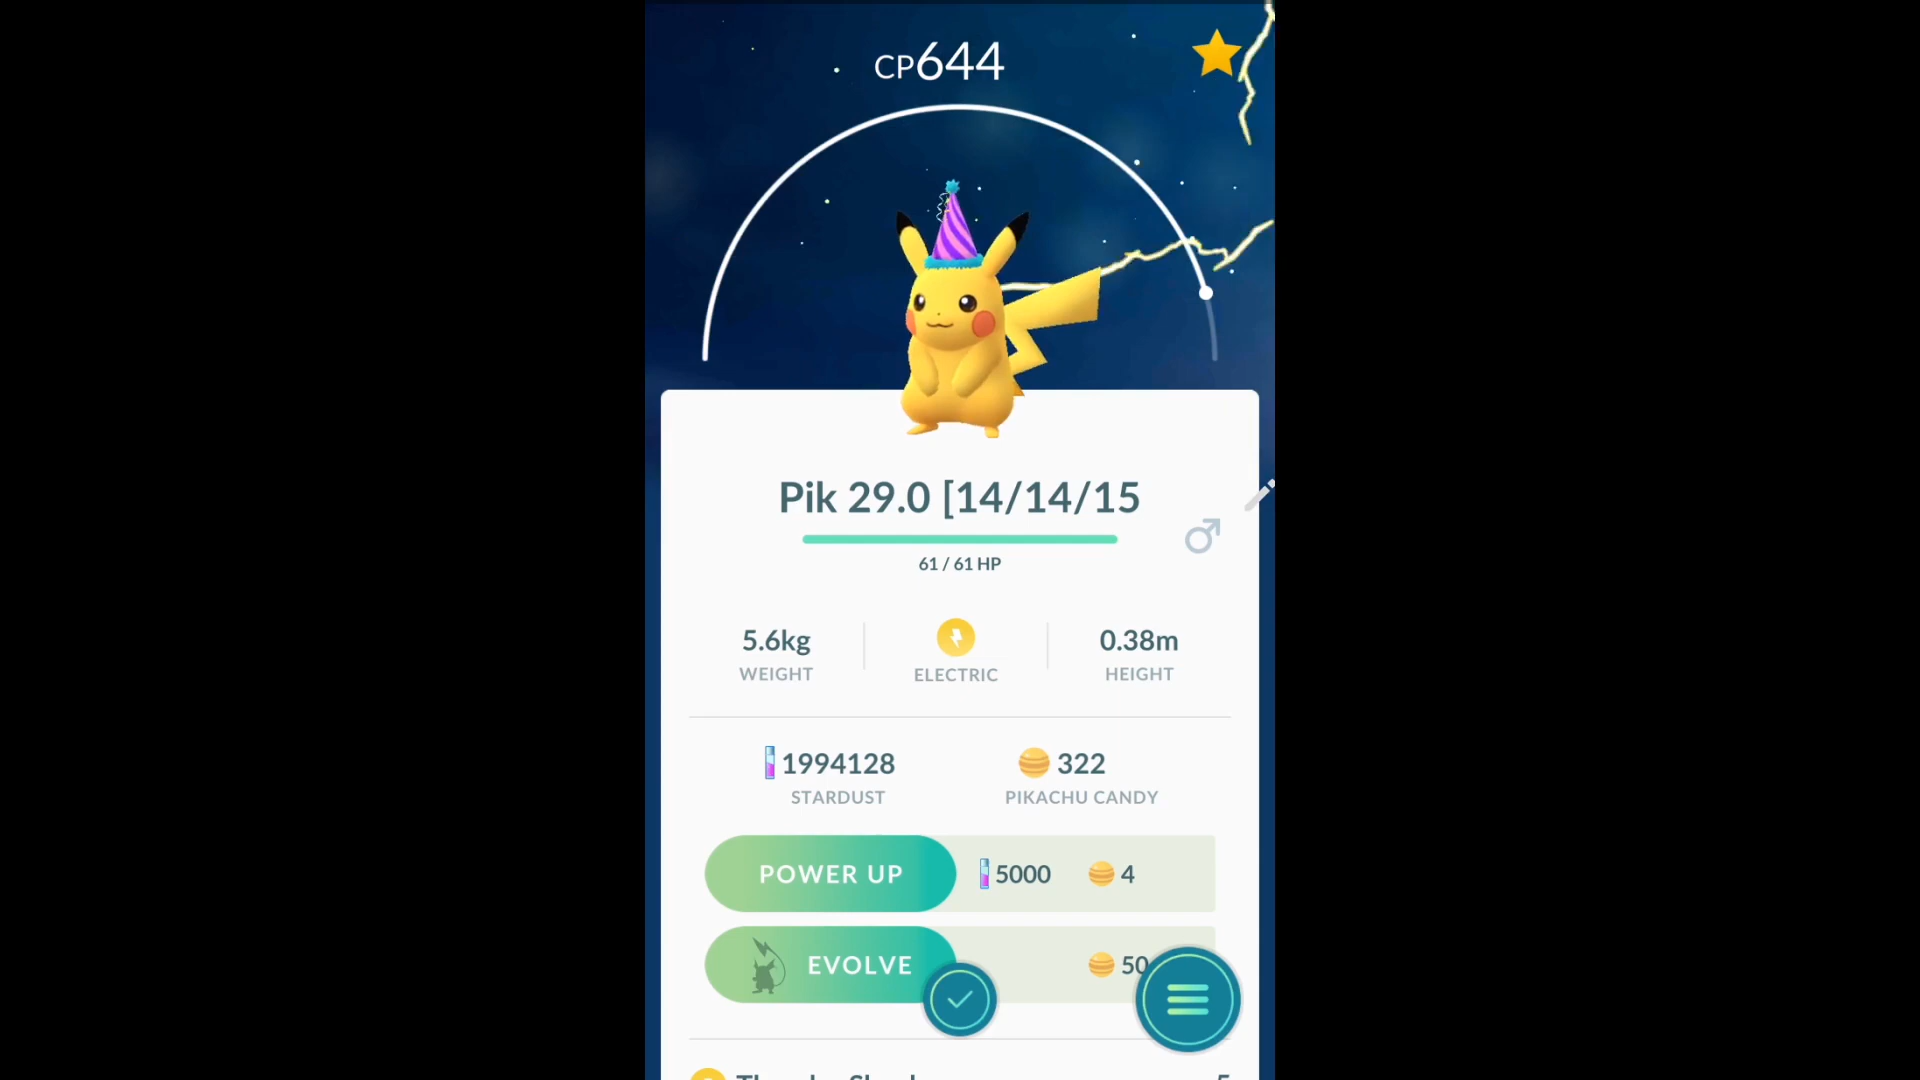 CP644
Pik 29.0 [14/14/15
61 / 61 HP
5.6kg
WEIGHT
ELECTRIC
0.38m
HEIGHT
1994128
STARDUST
322
PIKACHU CANDY
POWER UP 5000 4
EVOLVE 50